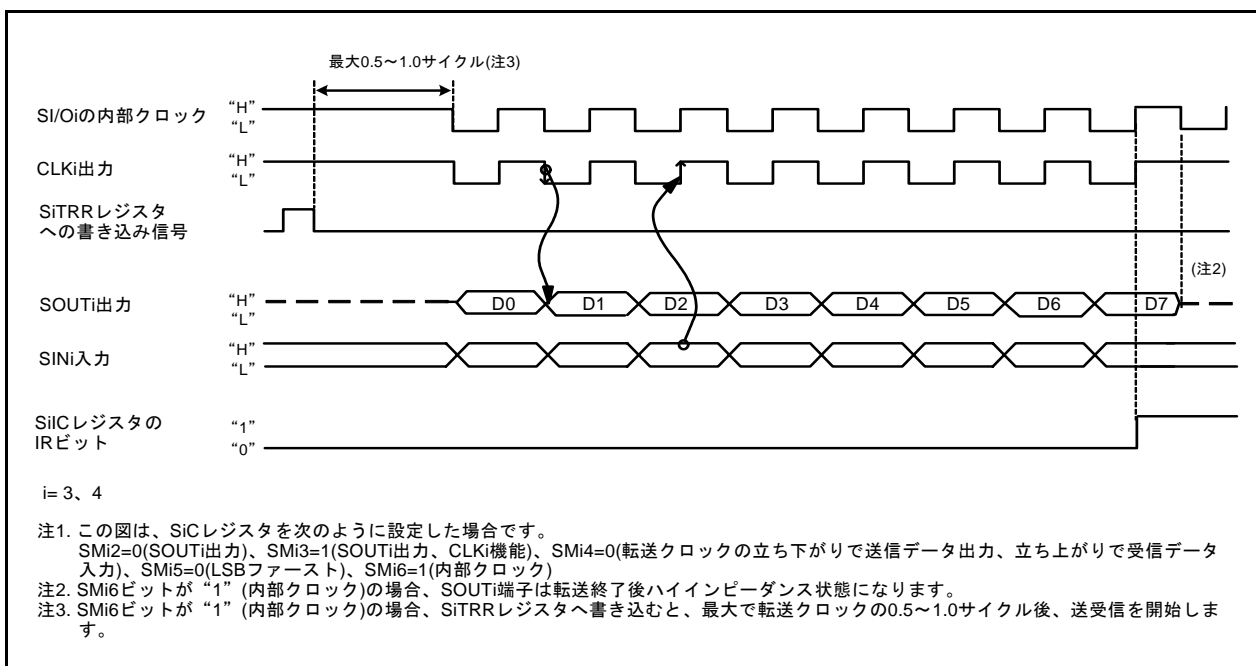 最大0.5～1.0サイクル(注3)
SI/Oiの内部クロック
“H”
“L”
CLKi出力
“H”
“L”
SiTRRレジスタ
への書き込み信号
(注2)
SOUTi出力
“H”
“L”
D0
D1
D2
D3
D4
D5
D6
D7
SINi入力
“H”
“L”
SiICレジスタの
IRビット
“1”
“0”
i= 3、4
注1. この図は、SiCレジスタを次のように設定した場合です。
SMi2=0(SOUTi出力)、SMi3=1(SOUTi出力、CLKi機能)、SMi4=0(転送クロックの立ち下がりで送信データ出力、立ち上がりで受信データ
入力)、SMi5=0(LSBファースト)、SMi6=1(内部クロック)
注2. SMi6ビットが“1”(内部クロック)の場合、SOUTi端子は転送終了後ハイインピーダンス状態になります。
注3. SMi6ビットが“1”(内部クロック)の場合、SiTRRレジスタへ書き込むと、最大で転送クロックの0.5～1.0サイクル後、送受信を開始しま
す。